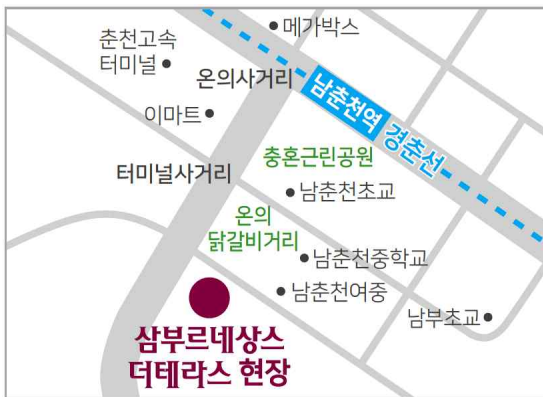 메가박스
춘천고속
터미널
온의사거리
남춘천역
경춘선
이마트
충혼근린공원
터미널사거리
남춘천초교
온의
닭갈비거리
남춘천중학교
남춘천여중
남부초교
삼부르네상스
더테라스 현장